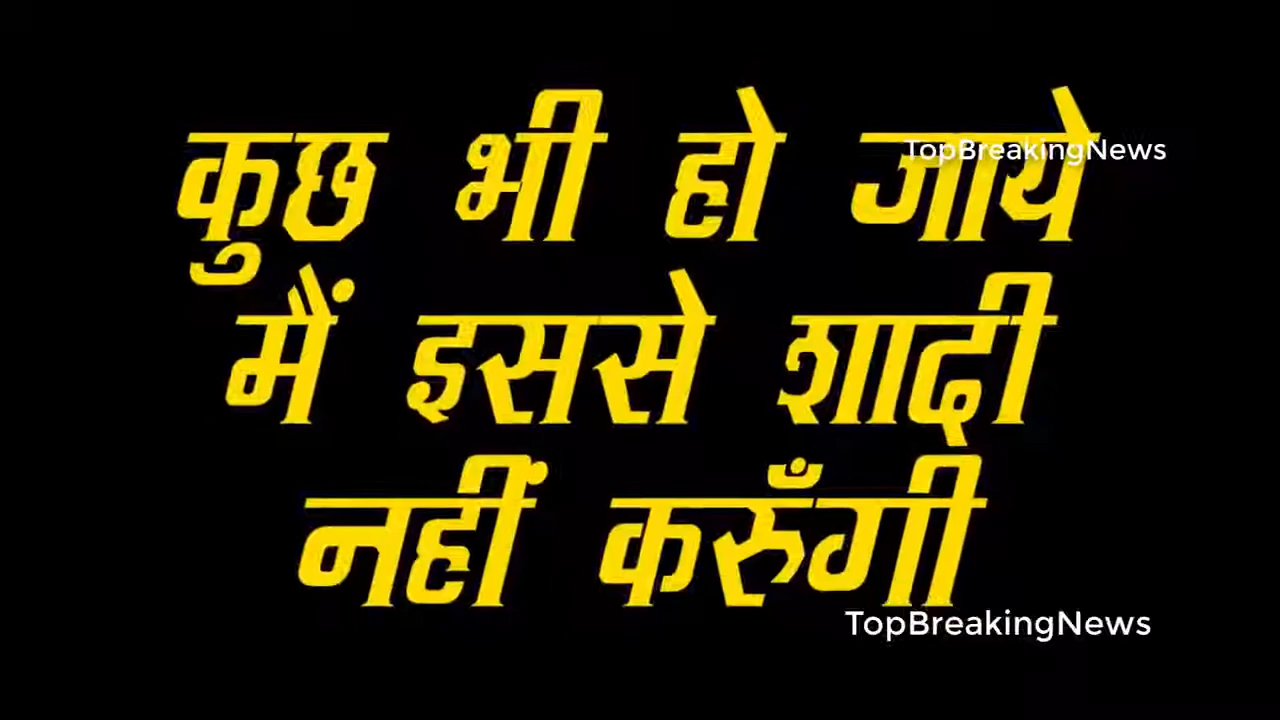 कुछ भी हो जाये
TopBreakingNews
मैं इससे शादी
नहीं करुँगी
TopBreakingNews